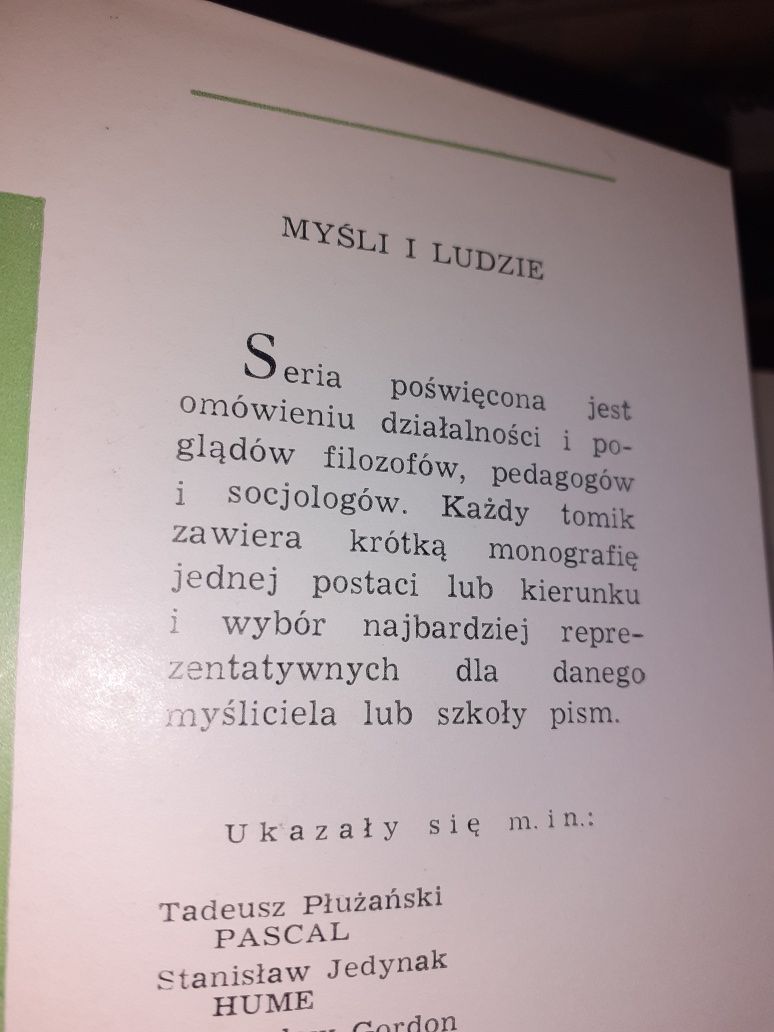 MYŚLI I LUDZIE
Seria poświęcona jest
omówieniu działalności i po-
glądów filozofów, pedagogów
i socjologów. Każdy tomik
zawiera krótką monografię
jednej postaci lub kierunku
i wybór najbardziej repre-
zentatywnych dla danego
myśliciela lub szkoły pism.
Ukazały się m. in.:
Tadeusz Płużański
PASCAL
Stanisław Jedynak
HUME
Gordon